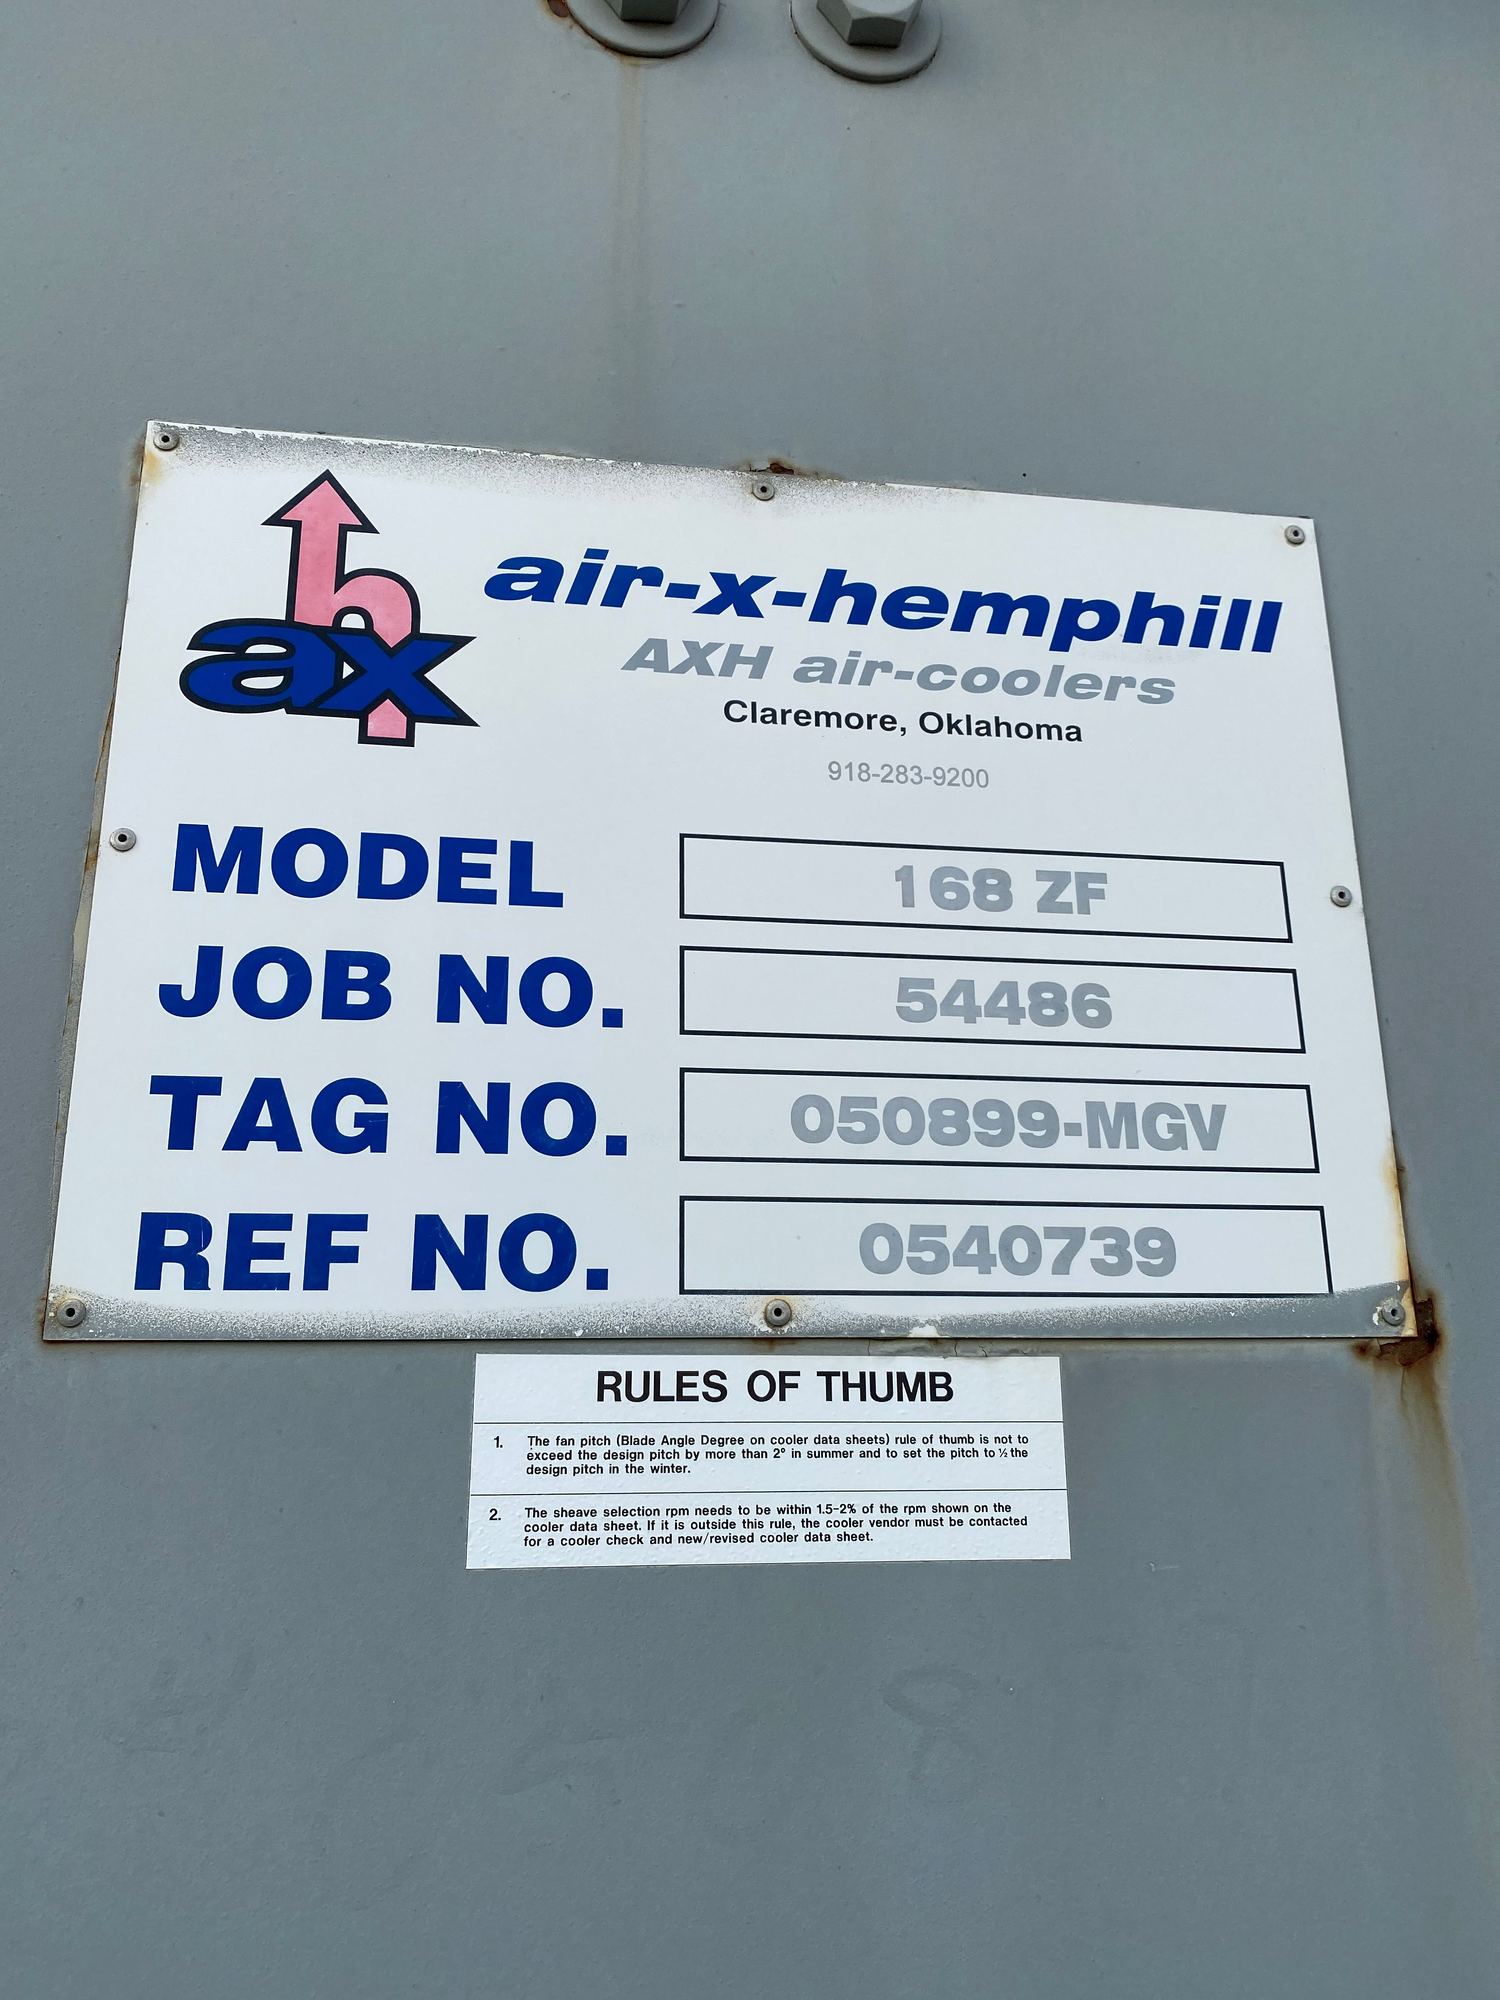 hax
air-x-hemphill
AXH air-coolers
Claremore, Oklahoma
918-283-9200
MODEL 168 ZF
JOB NO. 54486
TAG NO. 050899-MGV
REF NO. 0540739
RULES OF THUMB
1. The fan pitch (Blade Angle Degree on cooler data sheets) rule of thumb is not to
exceed the design pitch by more than 2° in summer and to set the pitch to ½ the
design pitch in the winter.
2. The sheave selection rpm needs to be within 1.5-2% of the rpm shown on the
cooler data sheet. If it is outside this rule, the cooler vendor must be contacted
for a cooler check and new/revised cooler data sheet.